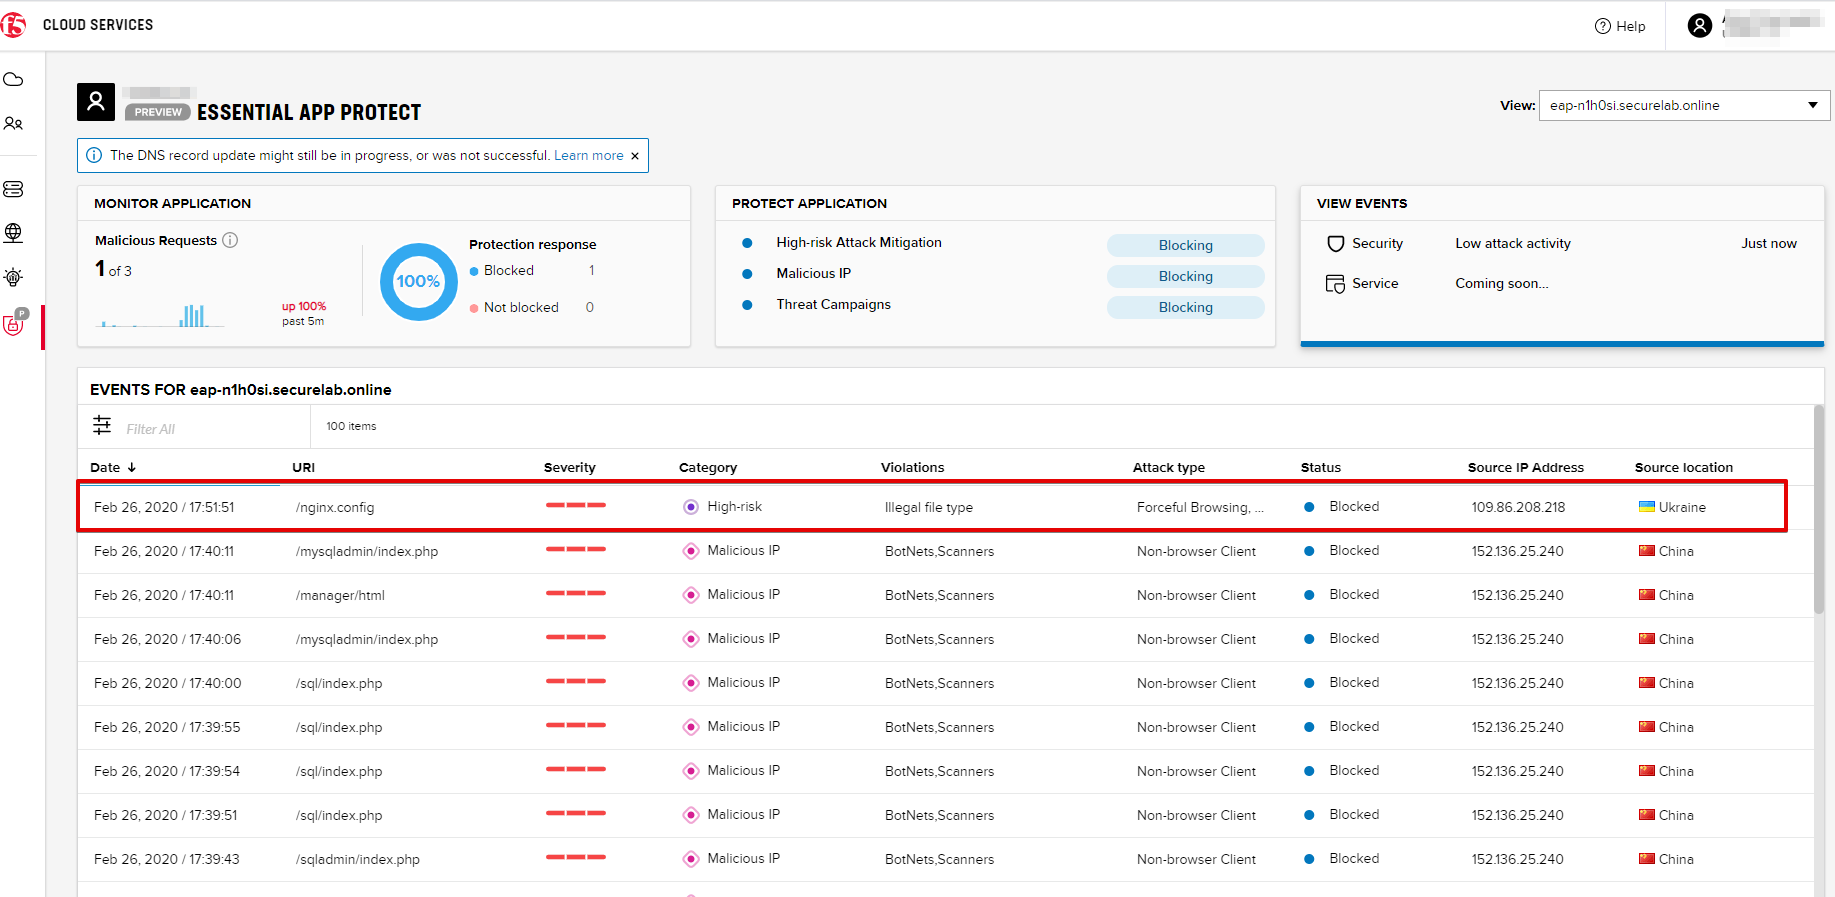 f5 CLOUD SERVICES
Help
PREVIEW ESSENTIAL APP PROTECT
View: eap-n1h0si.securelab.online
The DNS record update might still be in progress, or was not successful. Learn more ×
P
MONITOR APPLICATION
Malicious Requests
1 of 3
up 100%
past 5m
100%
Protection response
Blocked 1
Not blocked 0
PROTECT APPLICATION
High-risk Attack Mitigation Blocking
Malicious IP Blocking
Threat Campaigns Blocking
VIEW EVENTS
Security Low attack activity Just now
Service Coming soon...
EVENTS FOR eap-n1h0si.securelab.online
Filter All 100 items
Date URI Severity Category Violations Attack type Status Source IP Address Source location
Feb 26, 2020 / 17:51:51 /nginx.config High-risk Illegal file type Forceful Browsing, ... Blocked 109.86.208.218 Ukraine
Feb 26, 2020 / 17:40:11 /mysqladmin/index.php Malicious IP BotNets,Scanners Non-browser Client Blocked 152.136.25.240 China
Feb 26, 2020 / 17:40:11 /manager/html Malicious IP BotNets,Scanners Non-browser Client Blocked 152.136.25.240 China
Feb 26, 2020 / 17:40:06 /mysqladmin/index.php Malicious IP BotNets,Scanners Non-browser Client Blocked 152.136.25.240 China
Feb 26, 2020 / 17:40:00 /sql/index.php Malicious IP BotNets,Scanners Non-browser Client Blocked 152.136.25.240 China
Feb 26, 2020 / 17:39:55 /sql/index.php Malicious IP BotNets,Scanners Non-browser Client Blocked 152.136.25.240 China
Feb 26, 2020 / 17:39:54 /sql/index.php Malicious IP BotNets,Scanners Non-browser Client Blocked 152.136.25.240 China
Feb 26, 2020 / 17:39:51 /sql/index.php Malicious IP BotNets,Scanners Non-browser Client Blocked 152.136.25.240 China
Feb 26, 2020 / 17:39:43 /sqladmin/index.php Malicious IP BotNets,Scanners Non-browser Client Blocked 152.136.25.240 China